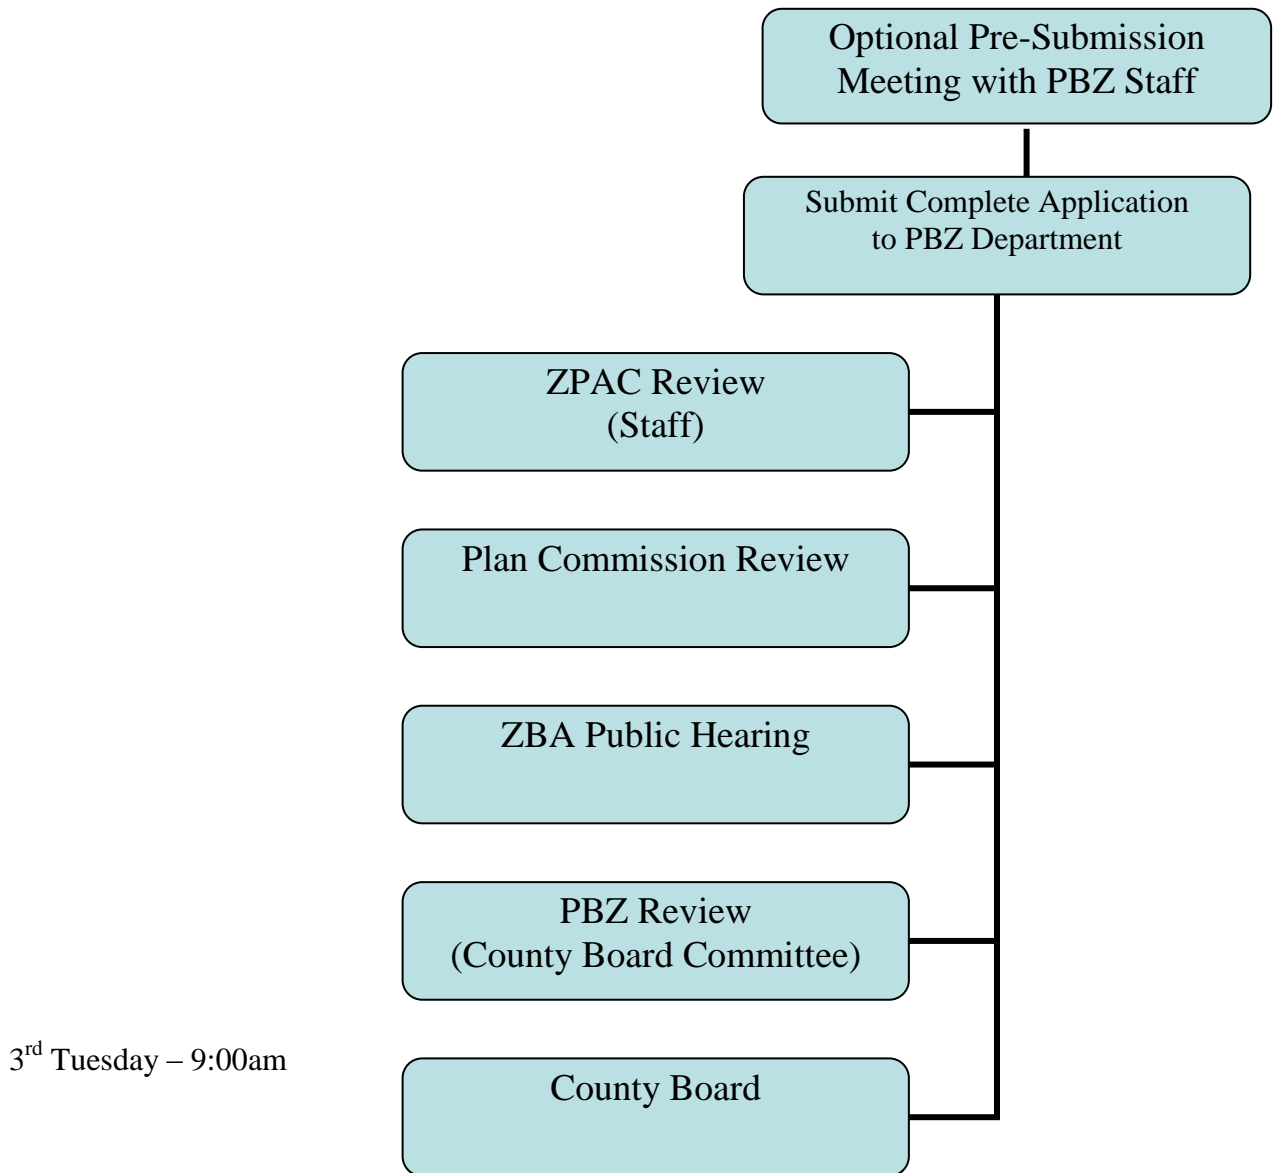 Optional Pre-Submission
Meeting with PBZ Staff
Submit Complete Application
to PBZ Department
ZPAC Review
(Staff)
Plan Commission Review
ZBA Public Hearing
PBZ Review
(County Board Committee)
3rd Tuesday – 9:00am
County Board